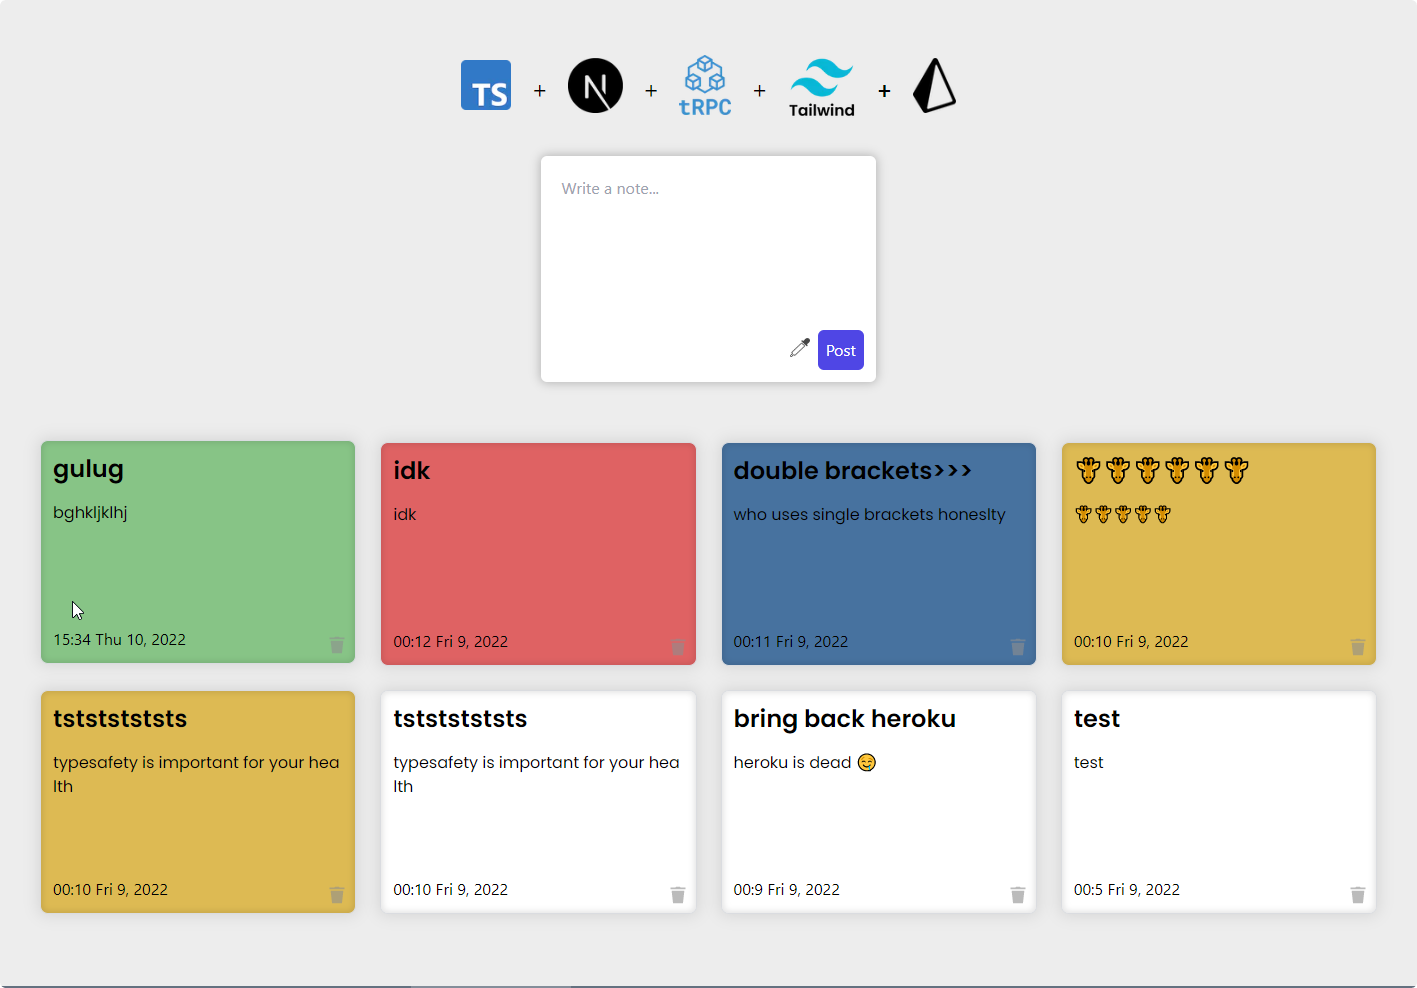 TS + N + tRPC + Tailwind +
Write a note...
Post
gulug
bghkljklhj
15:34 Thu 10, 2022
idk
idk
00:12 Fri 9, 2022
double brackets>>>
who uses single brackets honeslty
00:11 Fri 9, 2022
🦒🦒🦒🦒🦒🦒
🦒🦒🦒🦒🦒
00:10 Fri 9, 2022
tstststststs
typesafety is important for your hea
lth
00:10 Fri 9, 2022
tstststststs
typesafety is important for your hea
lth
00:10 Fri 9, 2022
bring back heroku
heroku is dead 😊
00:9 Fri 9, 2022
test
test
00:5 Fri 9, 2022